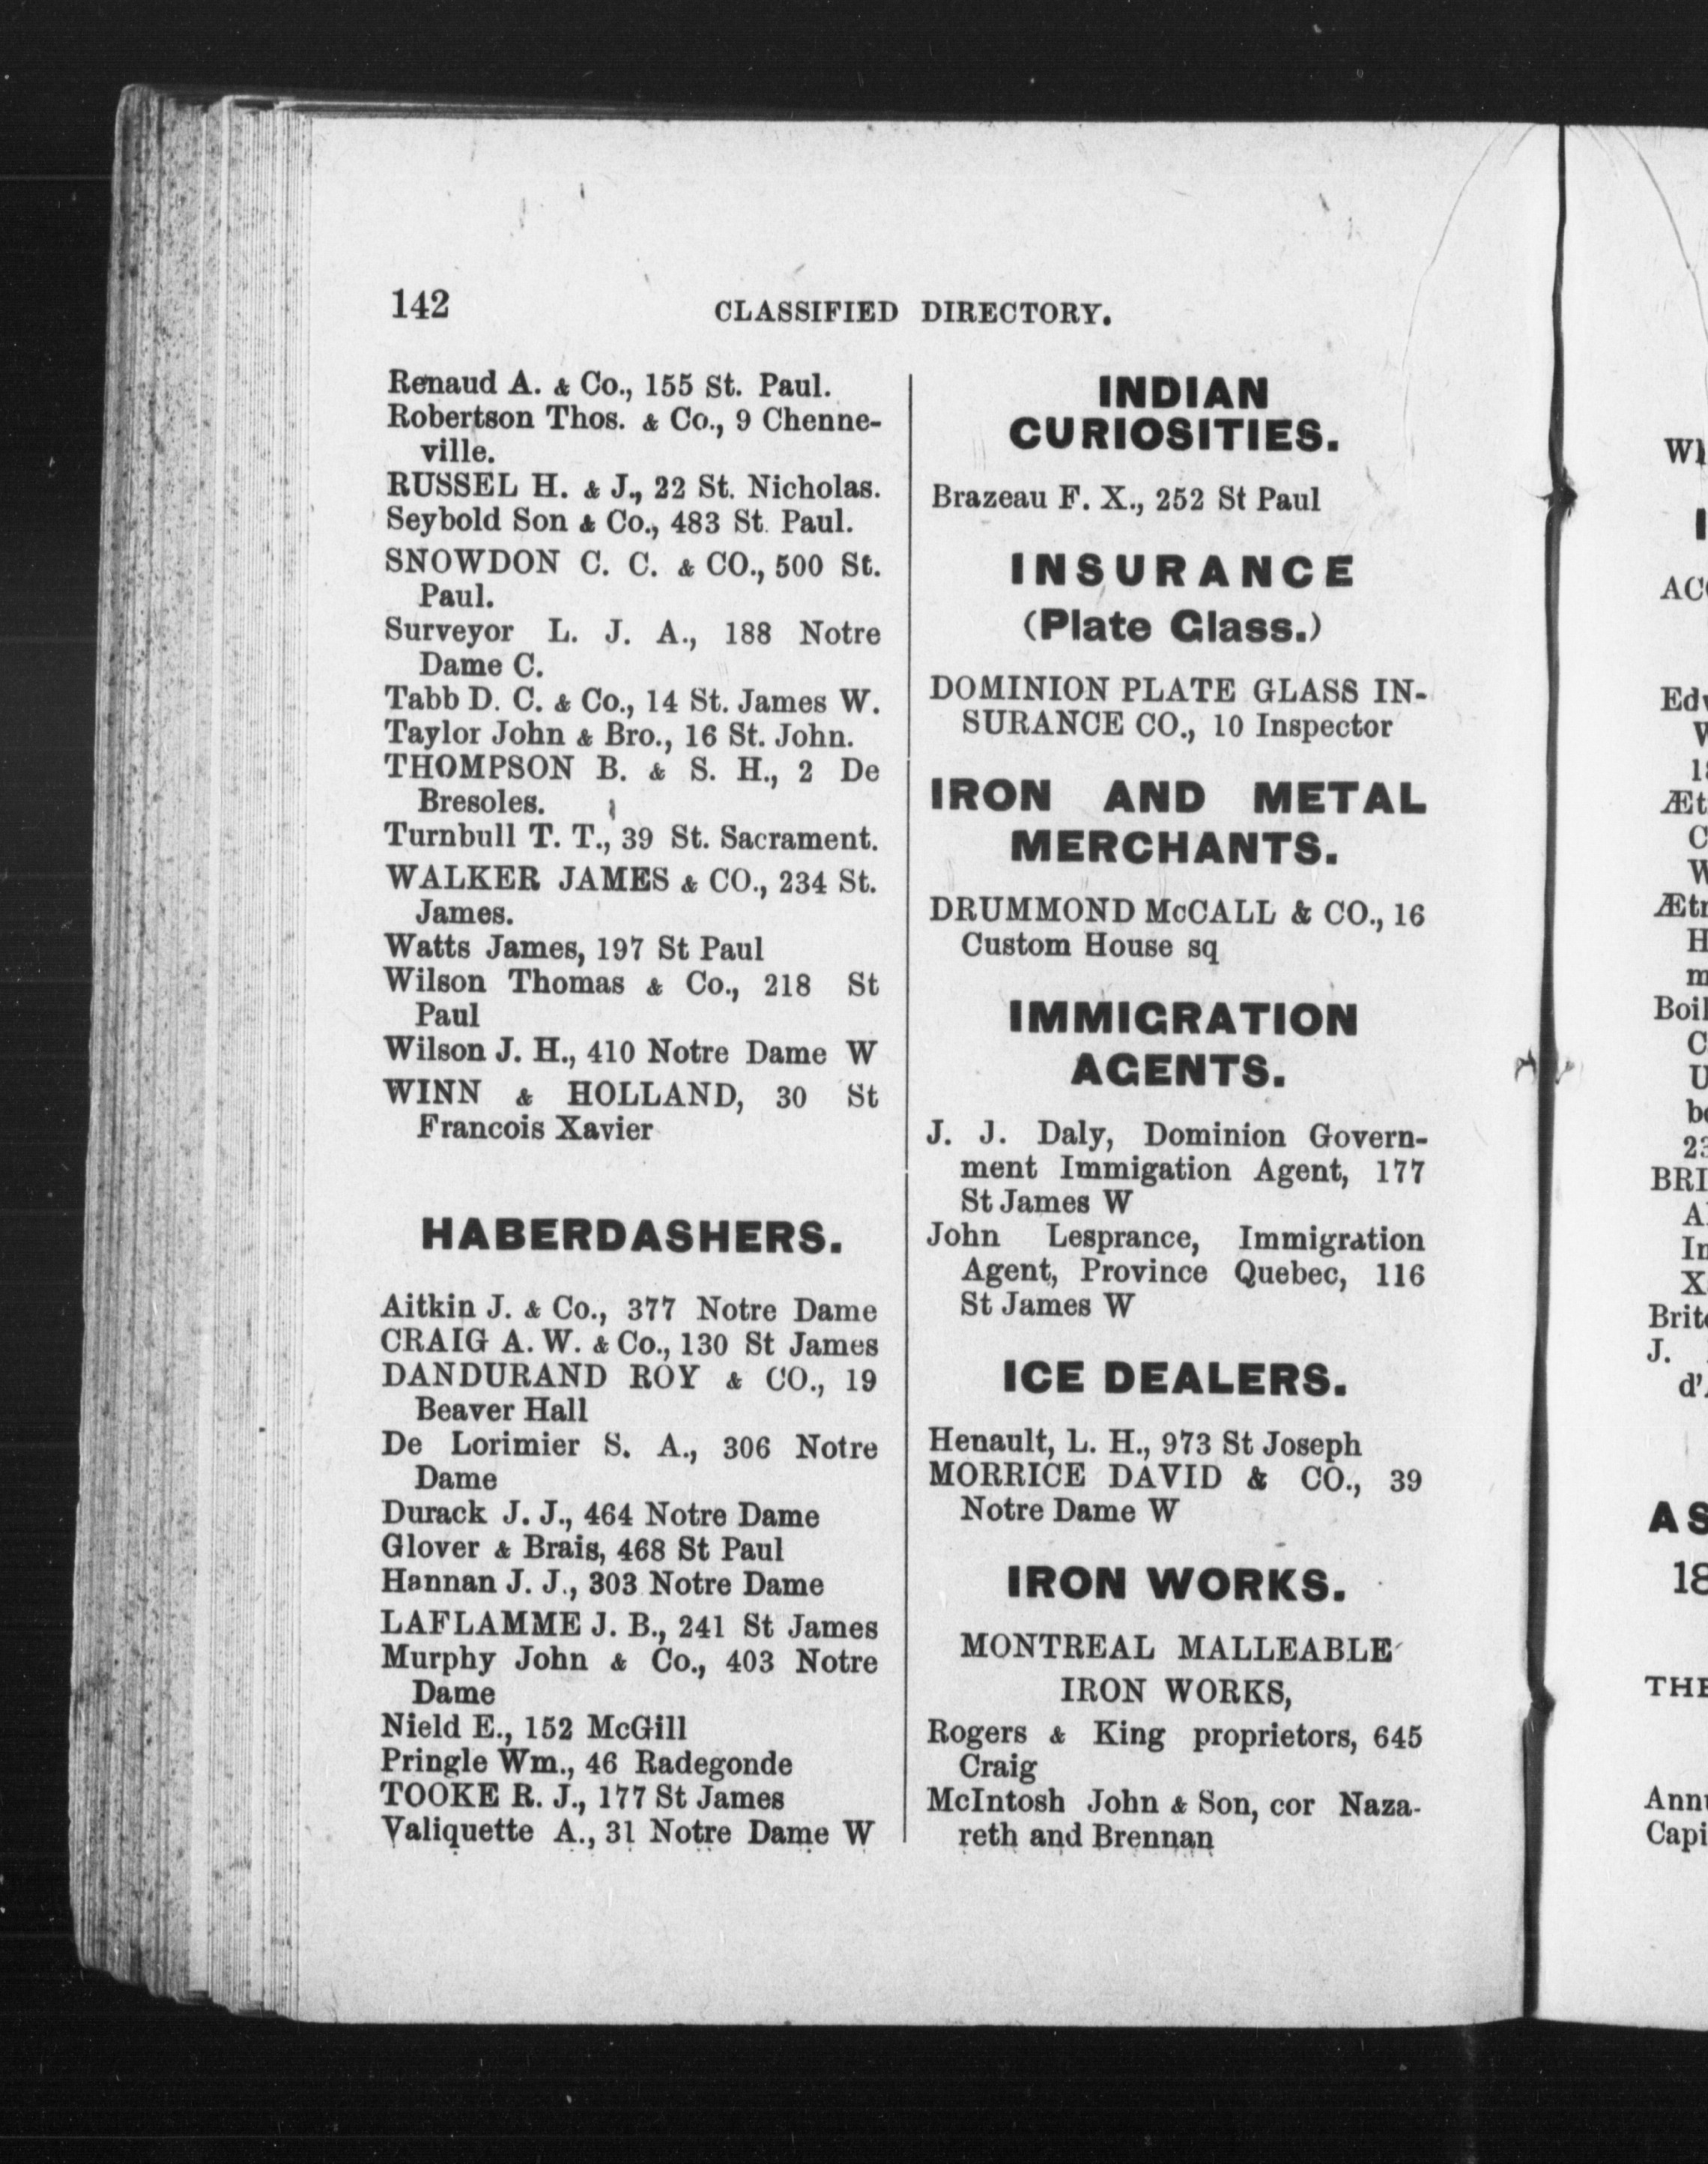 142
CLASSIFIED DIRECTORY.
Renaud A. & Co., 155 St. Paul.
Robertson Thos. & Co., 9 Chenne-
ville.
RUSSEL H. & J., 22 St. Nicholas.
Seybold Son & Co., 483 St. Paul.
SNOWDON C. C. & CO., 500 St.
Paul.
Surveyor L. J. A., 188 Notre
Dame C.
Tabb D. C. & Co., 14 St. James W.
Taylor John & Bro., 16 St. John.
THOMPSON B. & S. H., 2 De
Bresoles.
Turnbull T. T., 39 St. Sacrament.
WALKER JAMES & CO., 234 St.
James.
Watts James, 197 St Paul
Wilson Thomas & Co., 218 St
Paul
Wilson J. H., 410 Notre Dame W
WINN & HOLLAND, 30 St
Francois Xavier
HABERDASHERS.
Aitkin J. & Co., 377 Notre Dame
CRAIG A. W. & Co., 130 St James
DANDURAND ROY & CO., 19
Beaver Hall
De Lorimier S. A., 306 Notre
Dame
Durack J. J., 464 Notre Dame
Glover & Brais, 468 St Paul
Hannan J. J., 303 Notre Dame
LAFLAMME J. B., 241 St James
Murphy John & Co., 403 Notre
Dame
Nield E., 152 McGill
Pringle Wm., 46 Radegonde
TOOKE R. J., 177 St James
Valiquette A., 31 Notre Dame W
INDIAN
CURIOSITIES.
Brazeau F. X., 252 St Paul
INSURANCE
(Plate Glass.)
DOMINION PLATE GLASS IN-
SURANCE CO., 10 Inspector
IRON AND METAL
MERCHANTS.
DRUMMOND McCALL & CO., 16
Custom House sq
IMMIGRATION
AGENTS.
J. J. Daly, Dominion Govern-
ment Immigation Agent, 177
St James W
John Lesprance, Immigration
Agent, Province Quebec, 116
St James W
ICE DEALERS.
Henault, L. H., 973 St Joseph
MORRICE DAVID & CO., 39
Notre Dame W
IRON WORKS.
MONTREAL MALLEABLE
IRON WORKS,
Rogers & King proprietors, 645
Craig
McIntosh John & Son, cor Naza-
reth and Brennan